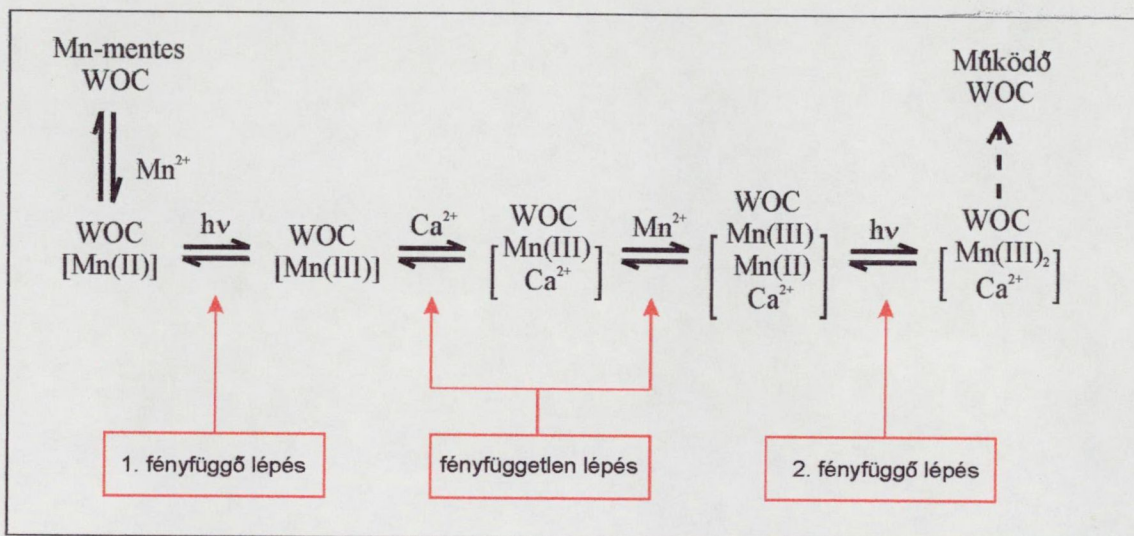 Mn-mentes
WOC
Mn²⁺
WOC
[Mn(II)]
hν
WOC
[Mn(III)]
Ca²⁺
WOC
Mn(III)
Ca²⁺
Mn²⁺
WOC
Mn(III)
Mn(II)
Ca²⁺
hν
WOC
Mn(III)₂
Ca²⁺
Működő
WOC
1. fényfüggő lépés
fényfüggetlen lépés
2. fényfüggő lépés